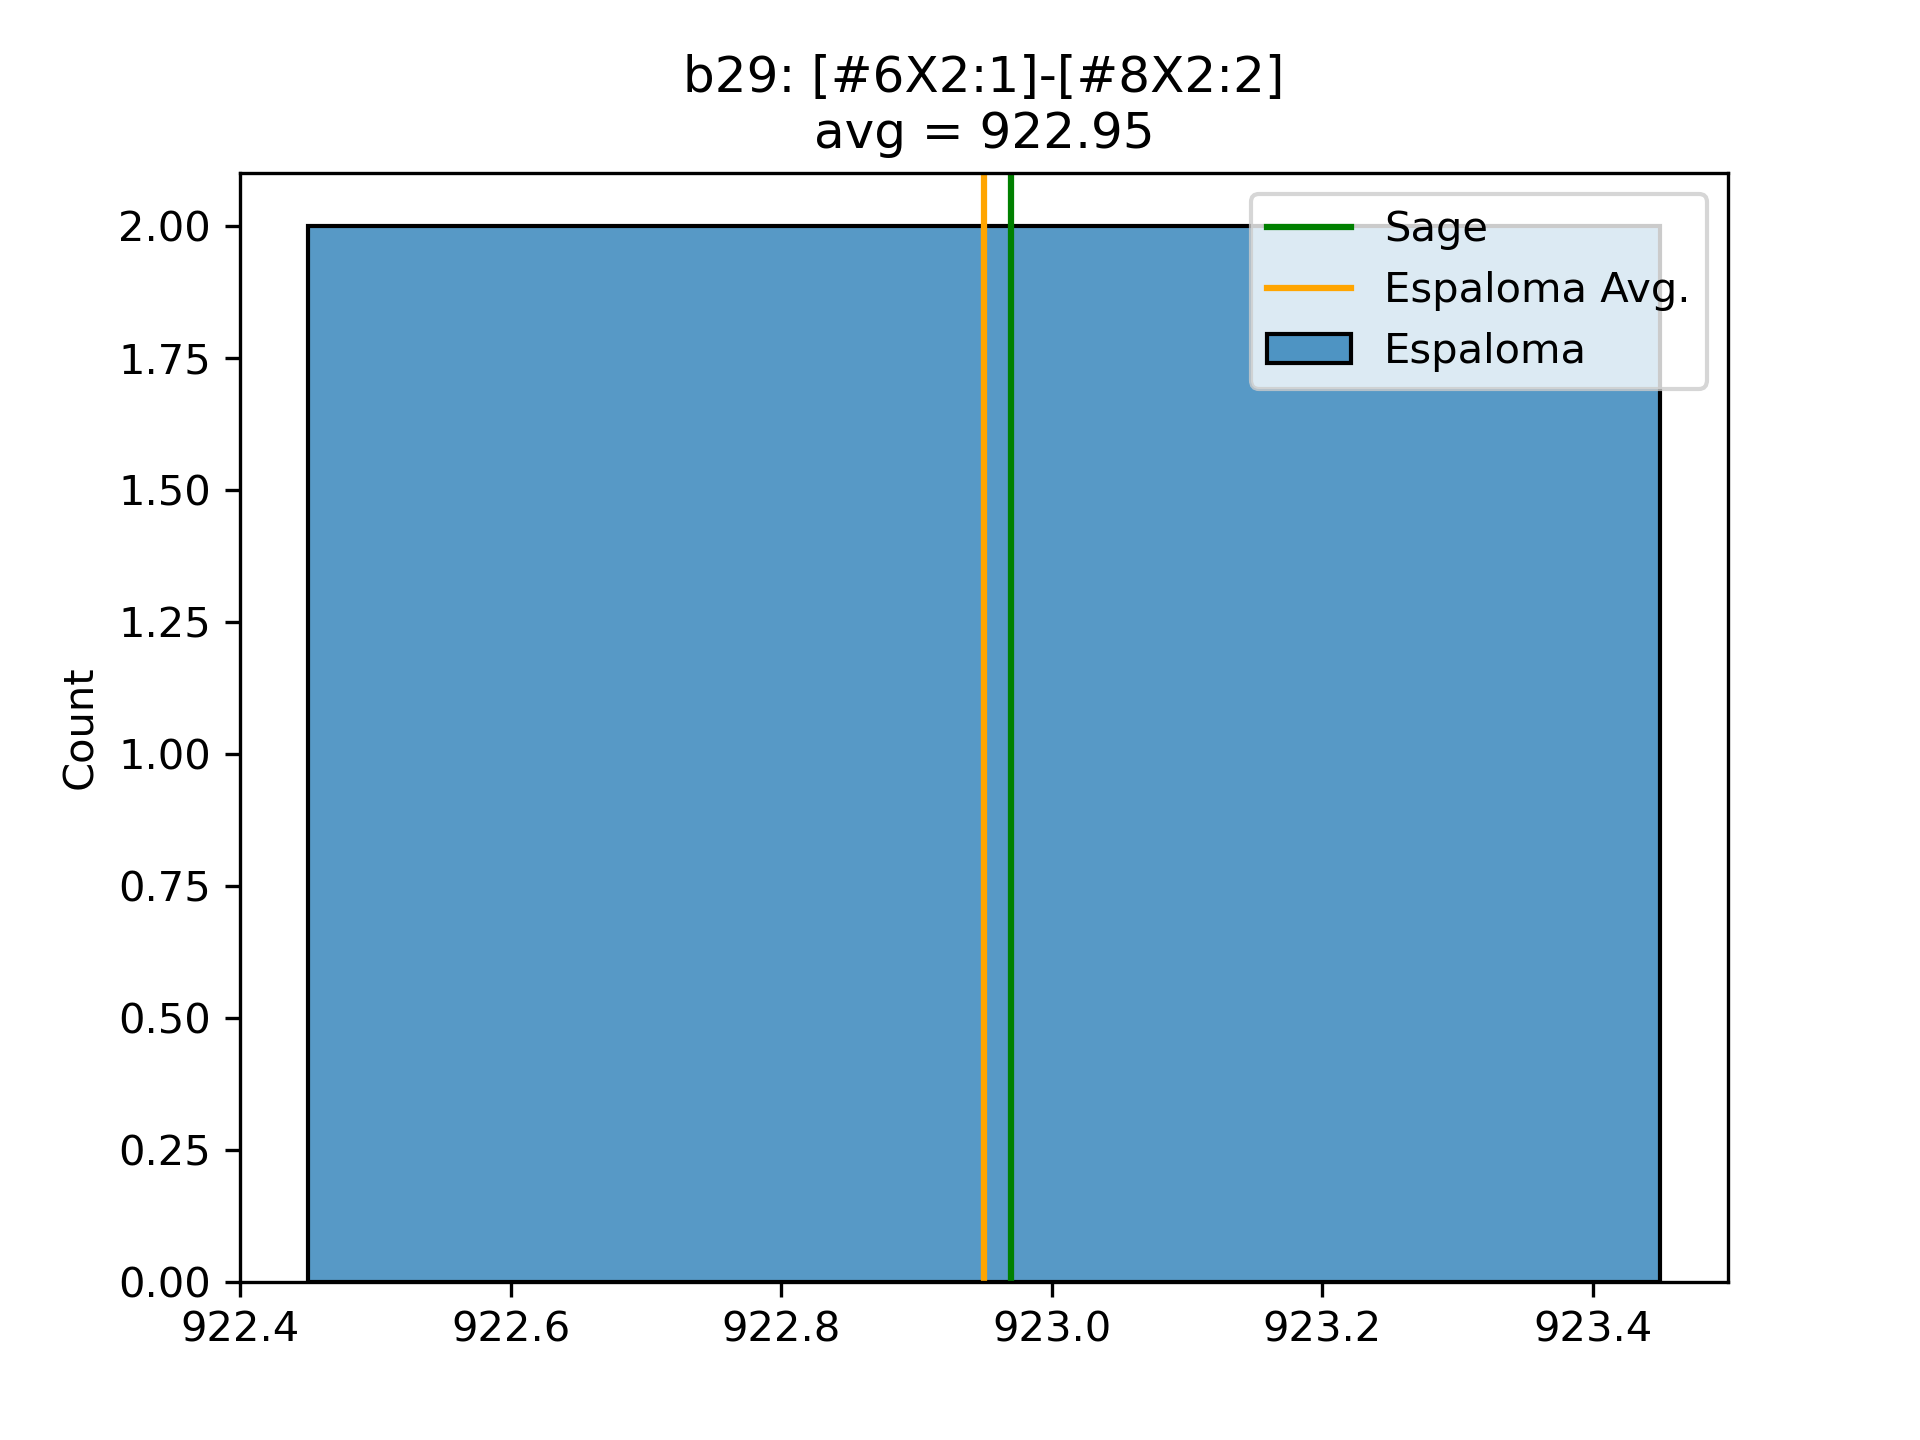 b29: [#6X2:1]-[#8X2:2]
avg = 922.95
Sage
Espaloma Avg.
Espaloma
Count
2.00
1.75
1.50
1.25
1.00
0.75
0.50
0.25
0.00
922.4 922.6 922.8 923.0 923.2 923.4